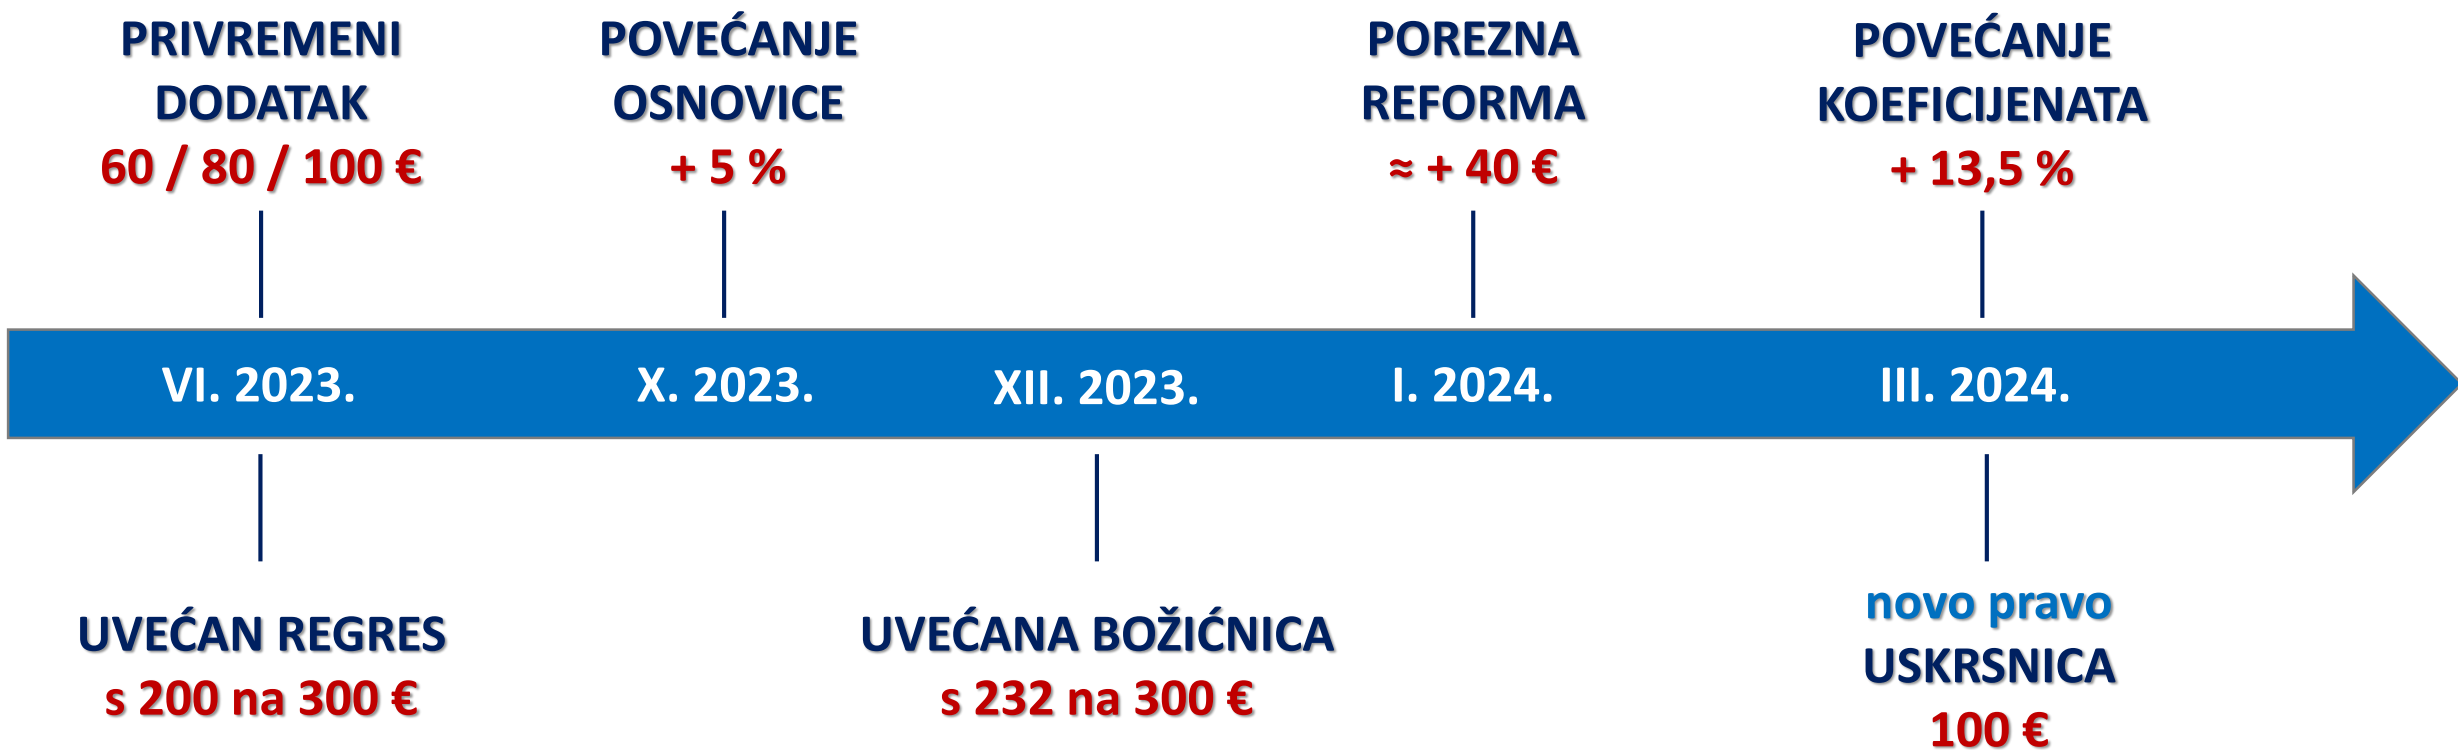 PRIVREMENI
DODATAK
60 / 80 / 100 €
POVEĆANJE
OSNOVICE
+ 5 %
POREZNA
REFORMA
≈ + 40 €
POVEĆANJE
KOEFICIJENATA
+ 13,5 %
VI. 2023.
X. 2023.
XII. 2023.
I. 2024.
III. 2024.
UVEĆAN REGRES
s 200 na 300 €
UVEĆANA BOŽIĆNICA
s 232 na 300 €
novo pravo
USKRSNICA
100 €